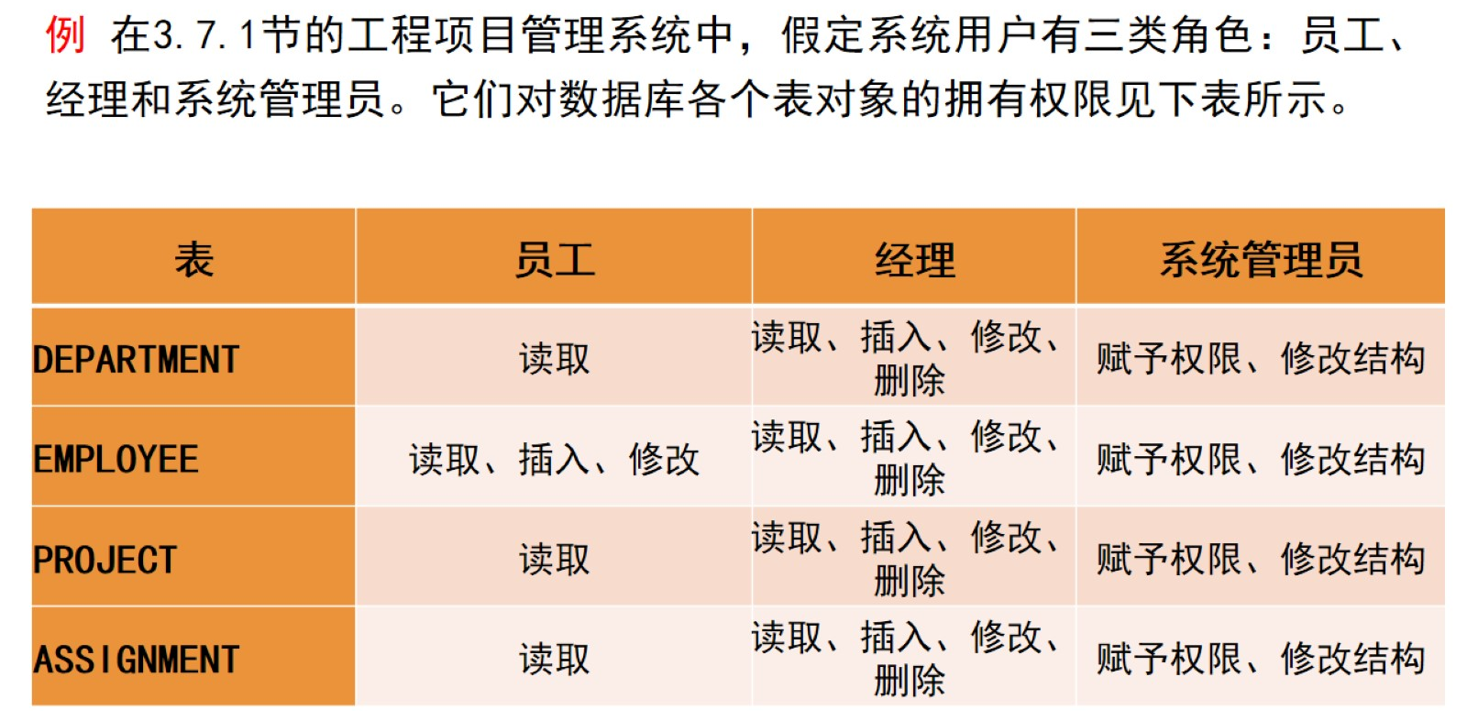 例 在3.7.1节的工程项目管理系统中，假定系统用户有三类角色：员工、
经理和系统管理员。它们对数据库各个表对象的拥有权限见下表所示。
表 员工 经理 系统管理员
DEPARTMENT 读取 读取、插入、修改、
删除 赋予权限、修改结构
EMPLOYEE 读取、插入、修改 读取、插入、修改、
删除 赋予权限、修改结构
PROJECT 读取 读取、插入、修改、
删除 赋予权限、修改结构
ASSIGNMENT 读取 读取、插入、修改、
删除 赋予权限、修改结构